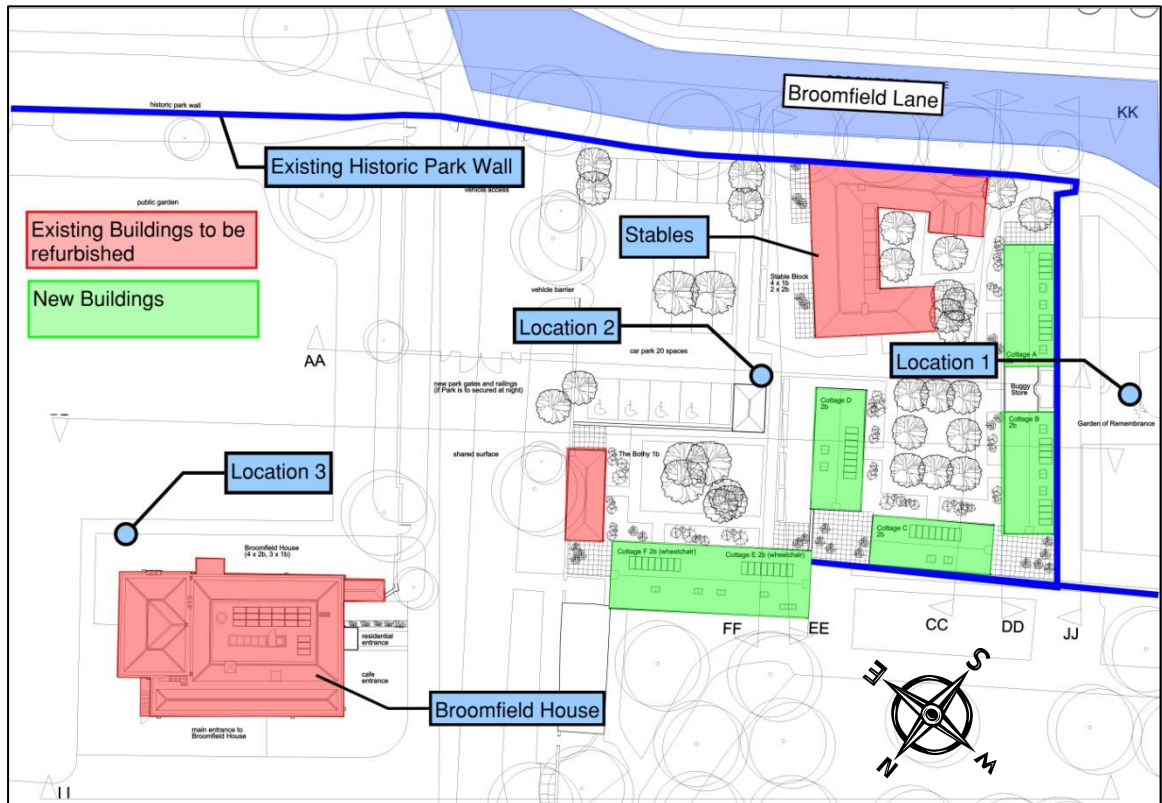 Broomfield Lane
KK
historic park wall
Existing Historic Park Wall
vehicle access
public garden
Existing Buildings to be
refurbished
New Buildings
Stables
Stable Block
4 x 1b
2 x 2b
vehicle barrier
Location 2
car park 20 spaces
Location 1
Cottage A
Buggy
Store
AA
new park gates and railings
(if Park is to secured at night)
Cottage D
2b
Cottage B
2b
Garden of Remembrance
shared surface
The Bothy 1b
Location 3
Broomfield House
(4 x 2b, 3 x 1b)
Cottage C
2b
Cottage F 2b (wheelchair)
Cottage E 2b (wheelchair)
residential
entrance
cafe
entrance
FF
EE
CC
DD
JJ
Broomfield House
main entrance to
Broomfield House
S
E
W
N